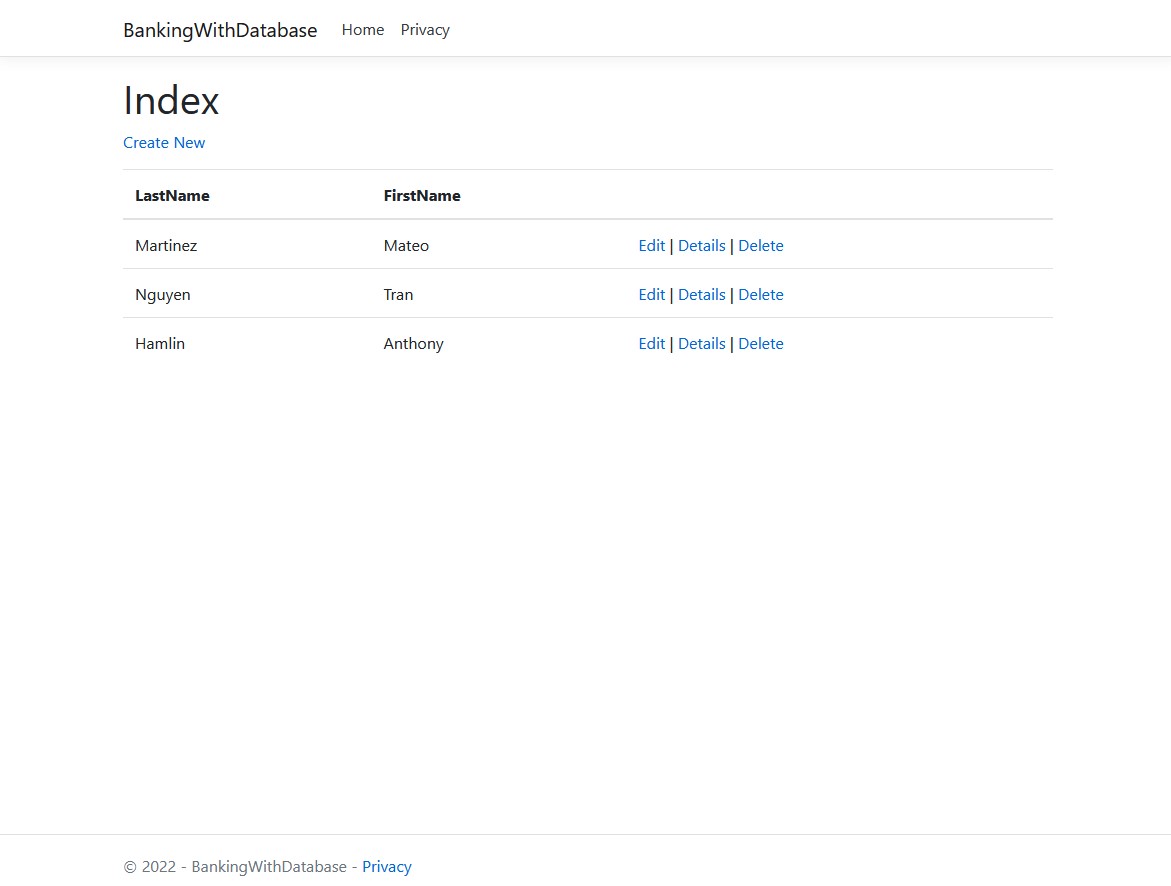 BankingWithDatabase Home Privacy
Index
Create New
LastName FirstName
Martinez Mateo Edit | Details | Delete
Nguyen Tran Edit | Details | Delete
Hamlin Anthony Edit | Details | Delete
© 2022 - BankingWithDatabase - Privacy